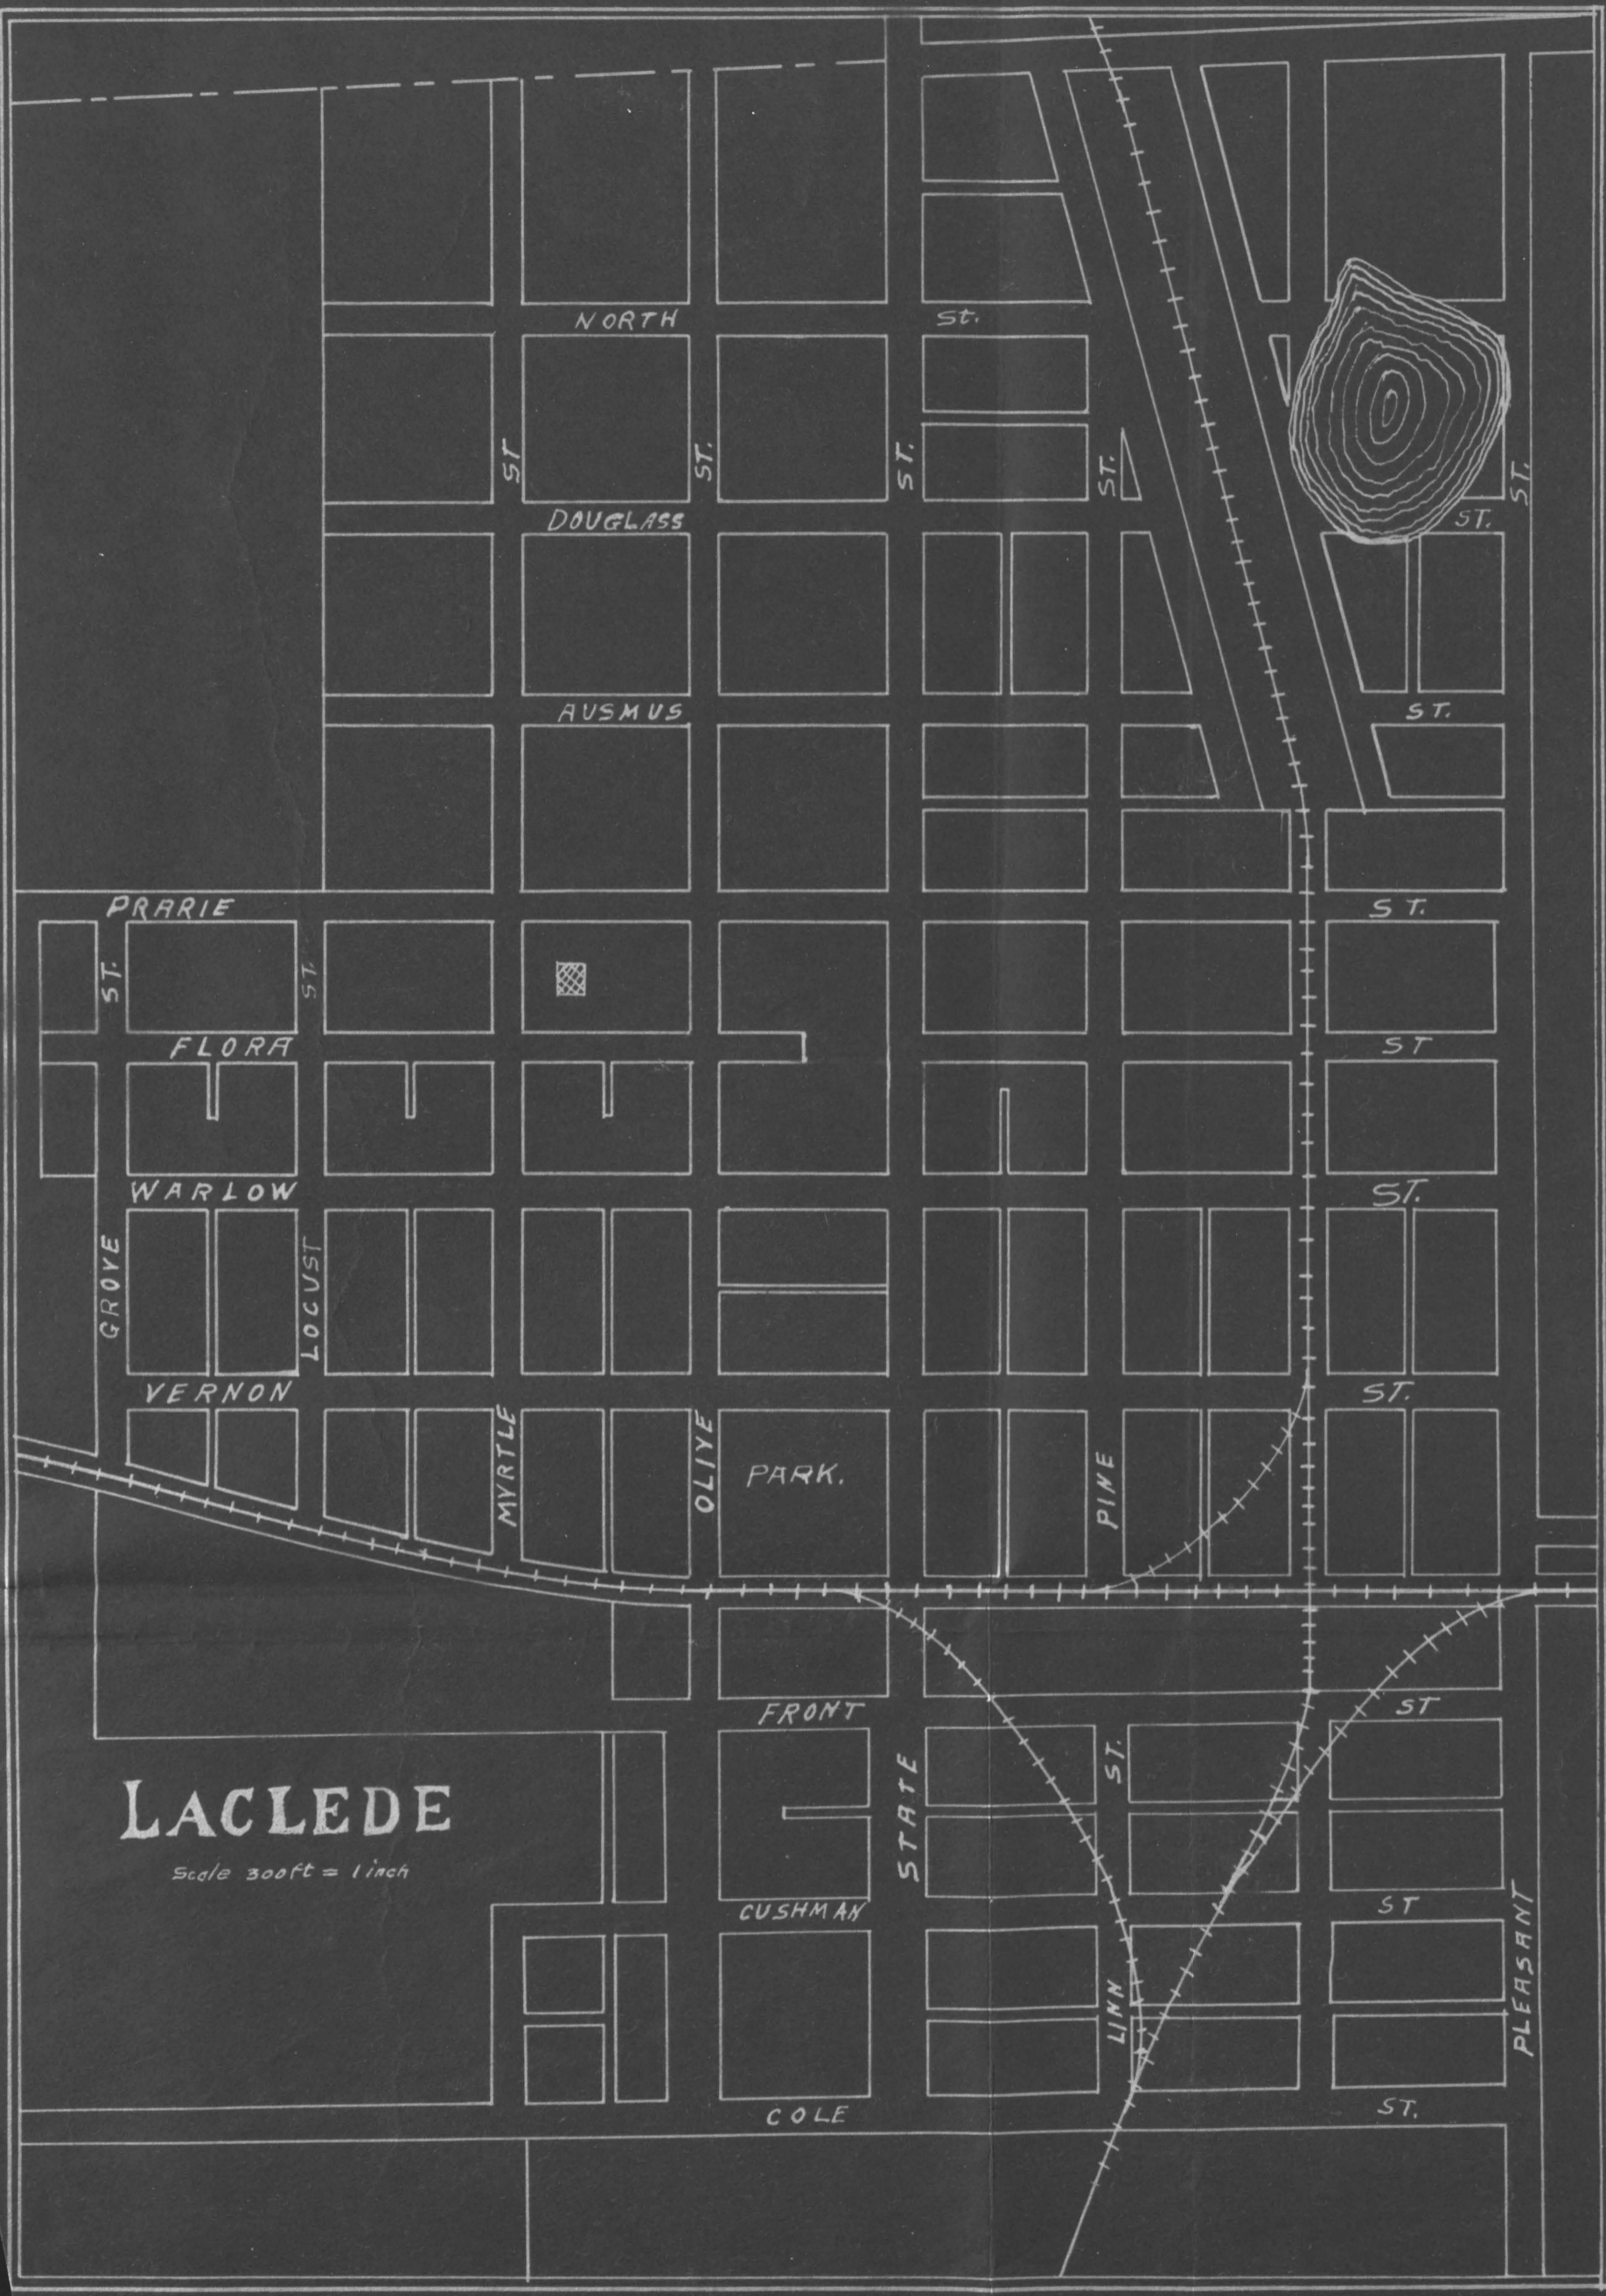 NORTH St.
ST ST. ST. ST. ST.
DOUGLASS ST.
AUSMUS ST.
PRARIE ST.
ST. ST.
FLORA ST
WARLOW ST.
GROVE LOCUST
VERNON ST.
MYRTLE OLIVE PARK. PINE
FRONT ST
STATE ST.
LACLEDE
Scale 300ft = 1 inch
CUSHMAN ST
LINN PLEASANT
COLE ST.